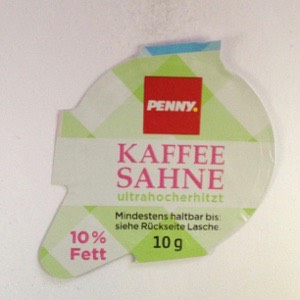 PENNY.
KAFFEE
SAHNE
ultrahocherhitzt
Mindestens haltbar bis:
siehe Rückseite Lasche.
10% 
Fett
10 g